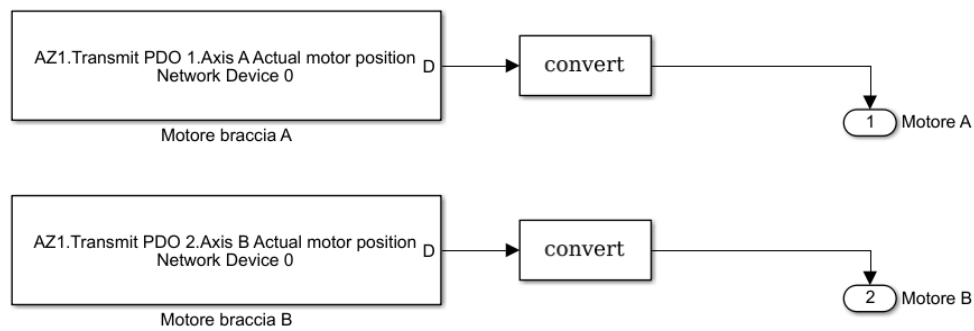 AZ1.Transmit PDO 1.Axis A Actual motor position
Network Device 0
D
convert
1
Motore A
Motore braccia A
AZ1.Transmit PDO 2.Axis B Actual motor position
Network Device 0
D
convert
2
Motore B
Motore braccia B